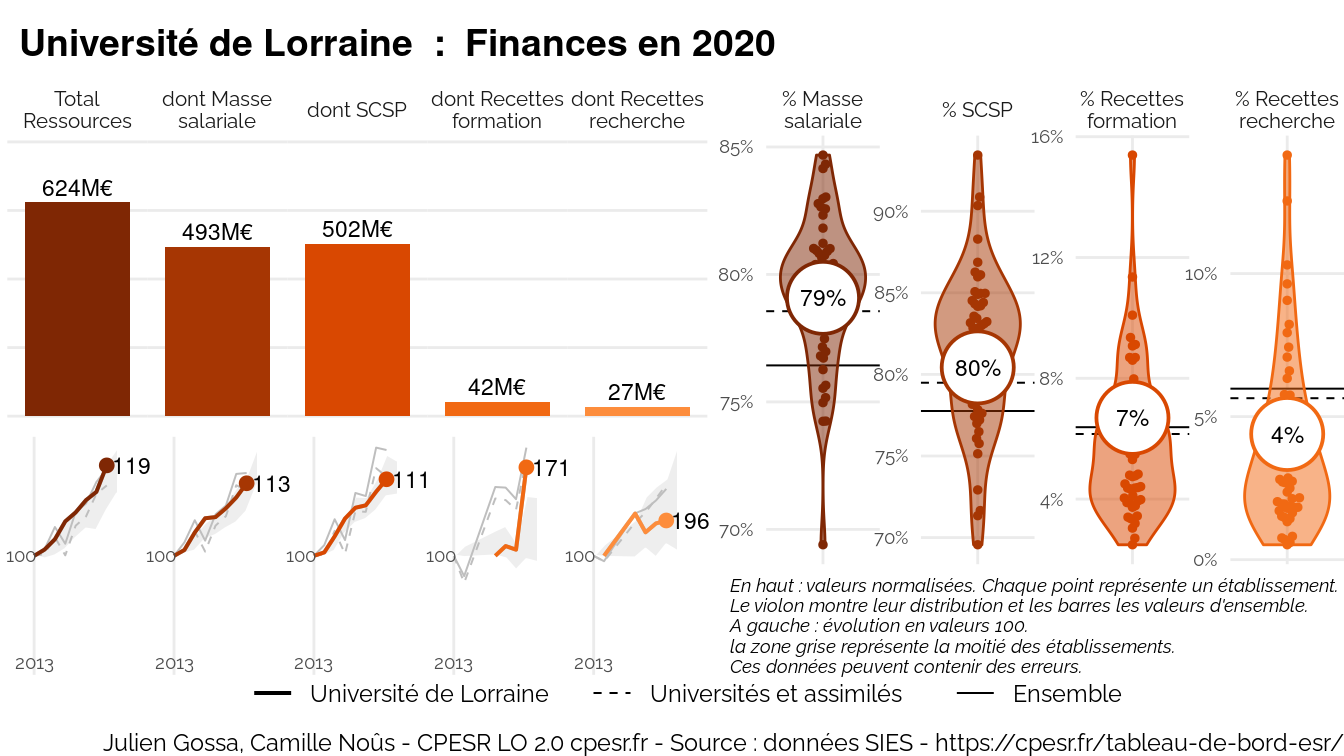 Université de Lorraine : Finances en 2020
Total
Ressources
dont Masse
salariale
dont SCSP
dont Recettes
formation
dont Recettes
recherche
624M€
493M€
502M€
42M€
27M€
119
100
2013
113
100
2013
111
100
2013
171
100
2013
196
100
2013
% Masse
salariale
85%
80%
75%
70%
79%
% SCSP
90%
85%
80%
75%
70%
80%
% Recettes
formation
16%
12%
8%
4%
7%
% Recettes
recherche
10%
5%
0%
4%
En haut : valeurs normalisées. Chaque point représente un établissement.
Le violon montre leur distribution et les barres les valeurs d'ensemble.
A gauche : évolution en valeurs 100.
la zone grise représente la moitié des établissements.
Ces données peuvent contenir des erreurs.
Université de Lorraine
Universités et assimilés
Ensemble
Julien Gossa, Camille Noûs - CPESR LO 2.0 cpesr.fr - Source : données SIES - https://cpesr.fr/tableau-de-bord-esr/